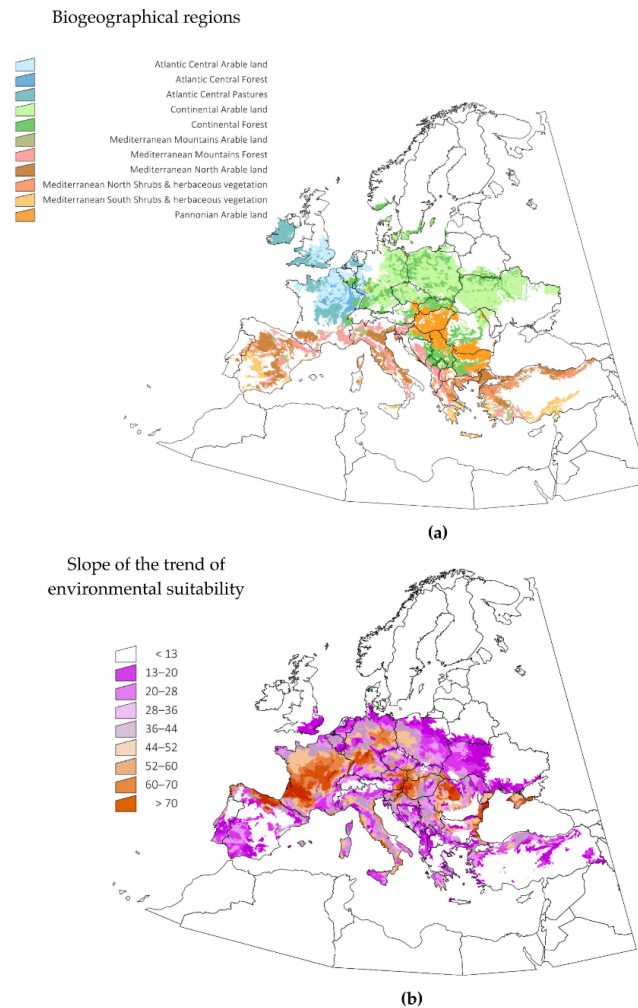 Biogeographical regions
Atlantic Central Arable land
Atlantic Central Forest
Atlantic Central Pastures
Continental Arable land
Continental Forest
Mediterranean Mountains Arable land
Mediterranean Mountains Forest
Mediterranean North Arable land
Mediterranean North Shrubs & herbaceous vegetation
Mediterranean South Shrubs & herbaceous vegetation
Pannonian Arable land
(a)
Slope of the trend of
environmental suitability
< 13
13–20
20–28
28–36
36–44
44–52
52–60
60–70
> 70
(b)